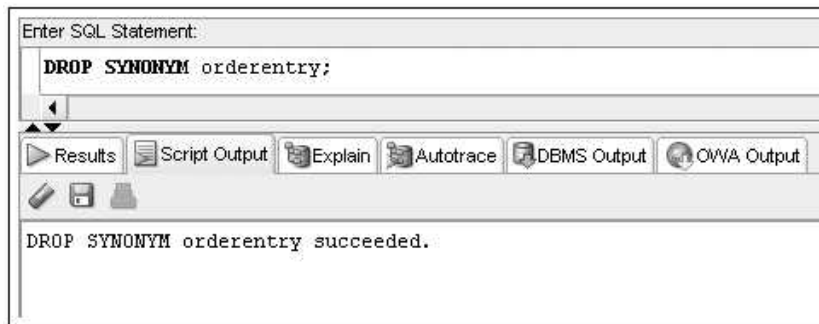 Enter SQL Statement:
DROP SYNONYM orderentry;
Results Script Output Explain Autotrace DBMS Output OWA Output
DROP SYNONYM orderentry succeeded.